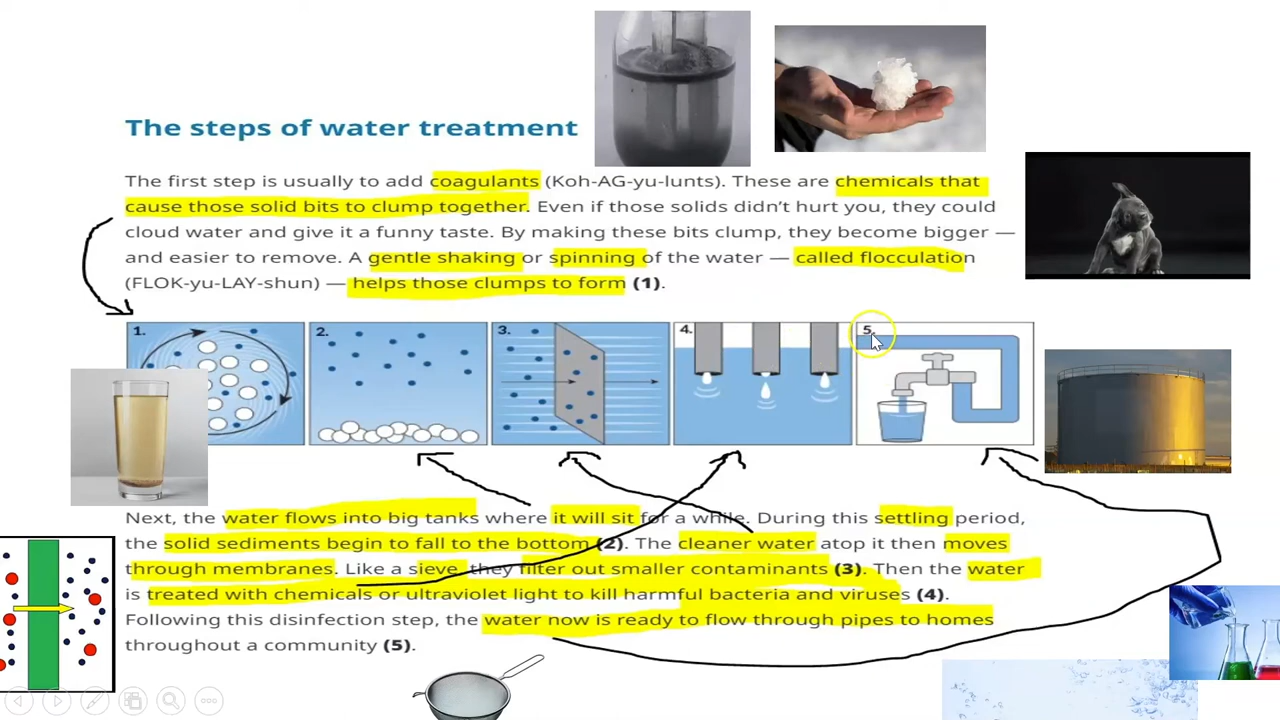 The steps of water treatment
The first step is usually to add coagulants (Koh-AG-yu-lunts). These are chemicals that
cause those solid bits to clump together. Even if those solids didn’t hurt you, they could
cloud water and give it a funny taste. By making these bits clump, they become bigger —
and easier to remove. A gentle shaking or spinning of the water — called flocculation
(FLOK-yu-LAY-shun) — helps those clumps to form (1).
1. 2. 3. 4. 5.
Next, the water flows into big tanks where it will sit for a while. During this settling period,
the solid sediments begin to fall to the bottom (2). The cleaner water atop it then moves
through membranes. Like a sieve, they filter out smaller contaminants (3). Then the water
is treated with chemicals or ultraviolet light to kill harmful bacteria and viruses (4).
Following this disinfection step, the water now is ready to flow through pipes to homes
throughout a community (5).